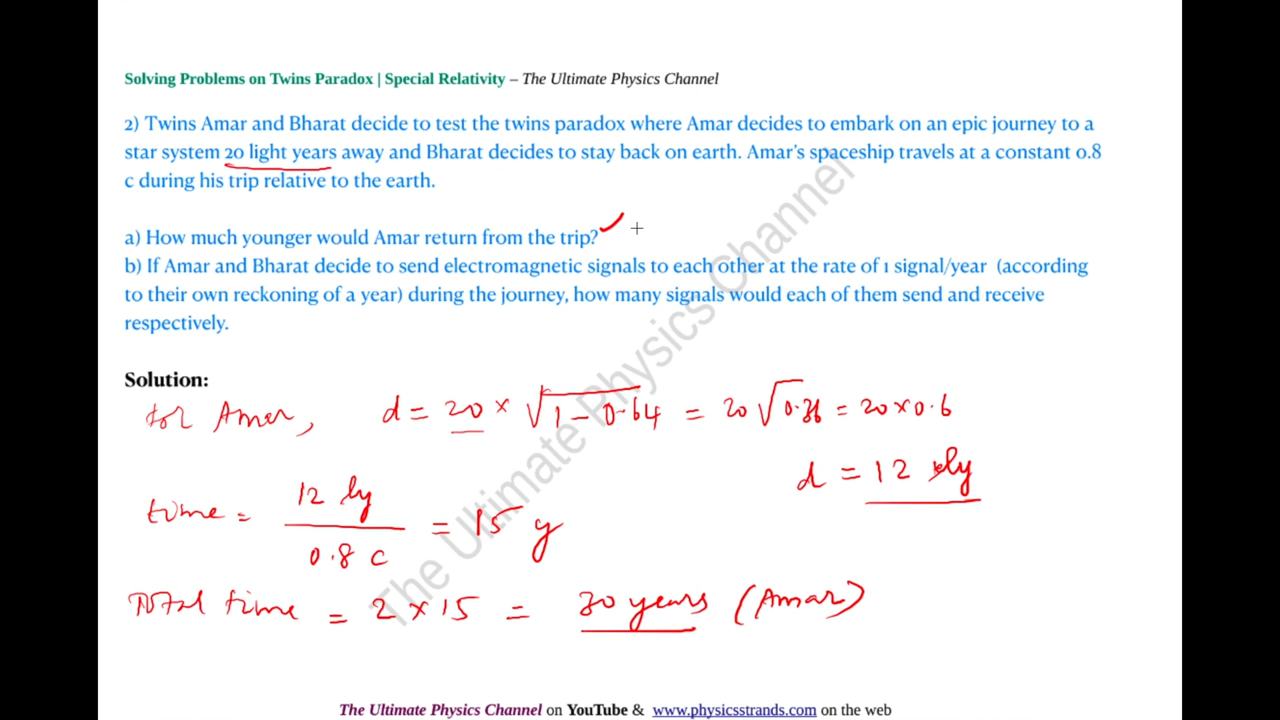 Solving Problems on Twins Paradox | Special Relativity – The Ultimate Physics Channel
2) Twins Amar and Bharat decide to test the twins paradox where Amar decides to embark on an epic journey to a
star system 20 light years away and Bharat decides to stay back on earth. Amar's spaceship travels at a constant 0.8
c during his trip relative to the earth.
a) How much younger would Amar return from the trip?
b) If Amar and Bharat decide to send electromagnetic signals to each other at the rate of 1 signal/year (according
to their own reckoning of a year) during the journey, how many signals would each of them send and receive
respectively.
Solution:
for Amar, d = 20 × √1 - 0.64 = 20 √0.36 = 20 × 0.6
d = 12 ly
time = 12 ly / 0.8 c = 15 y
Total time = 2 × 15 = 30 years (Amar)
The Ultimate Physics Channel
The Ultimate Physics Channel on YouTube & www.physicsstrands.com on the web